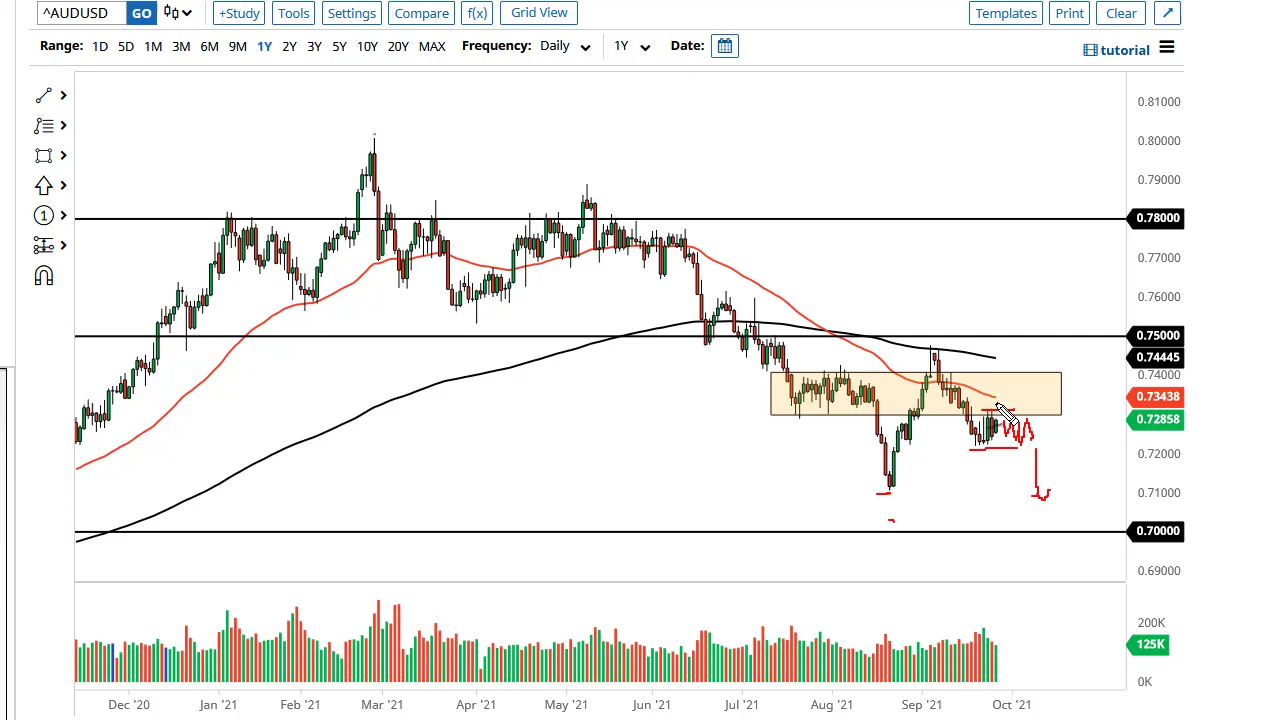 ^AUDUSD GO +Study Tools Settings Compare f(x) Grid View Templates Print Clear
Range: 1D 5D 1M 3M 6M 9M 1Y 2Y 3Y 5Y 10Y 20Y MAX Frequency: Daily 1Y Date: tutorial
1
0.81000
0.80000
0.79000
0.78000
0.77000
0.76000
0.75000
0.74445
0.74000
0.73438
0.72858
0.72000
0.71000
0.70000
0.69000
200K
125K
0K
Dec '20 Jan '21 Feb '21 Mar '21 Apr '21 May '21 Jun '21 Jul '21 Aug '21 Sep '21 Oct '21